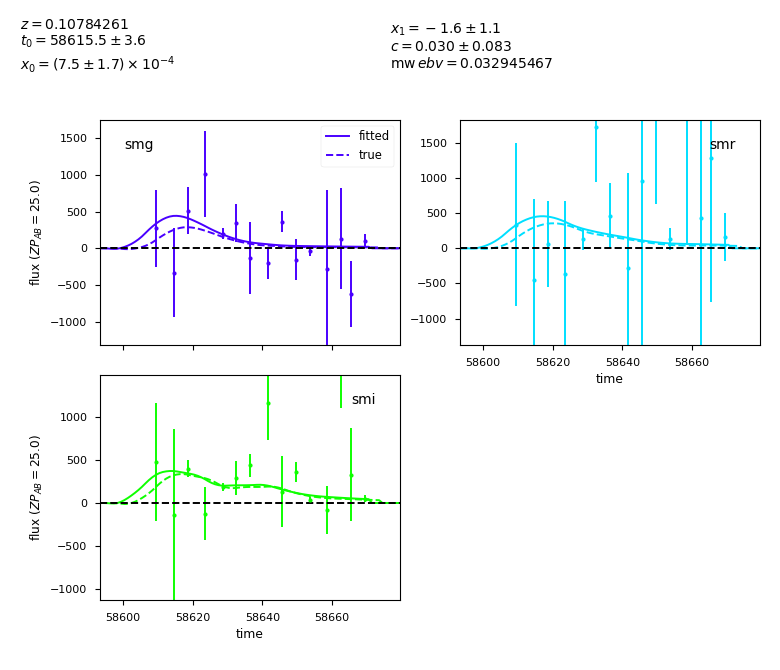 z = 0.10784261
t₀ = 58615.5 ± 3.6
x₀ = (7.5 ± 1.7) × 10⁻⁴
x₁ = −1.6 ± 1.1
c = 0.030 ± 0.083
mw ebv = 0.032945467
smg
fitted
true
1500
1000
500
0
−500
−1000
flux (ZP_AB = 25.0)
smr
1500
1000
500
0
−500
−1000
58600 58620 58640 58660
time
smi
1000
500
0
−500
−1000
flux (ZP_AB = 25.0)
58600 58620 58640 58660
time